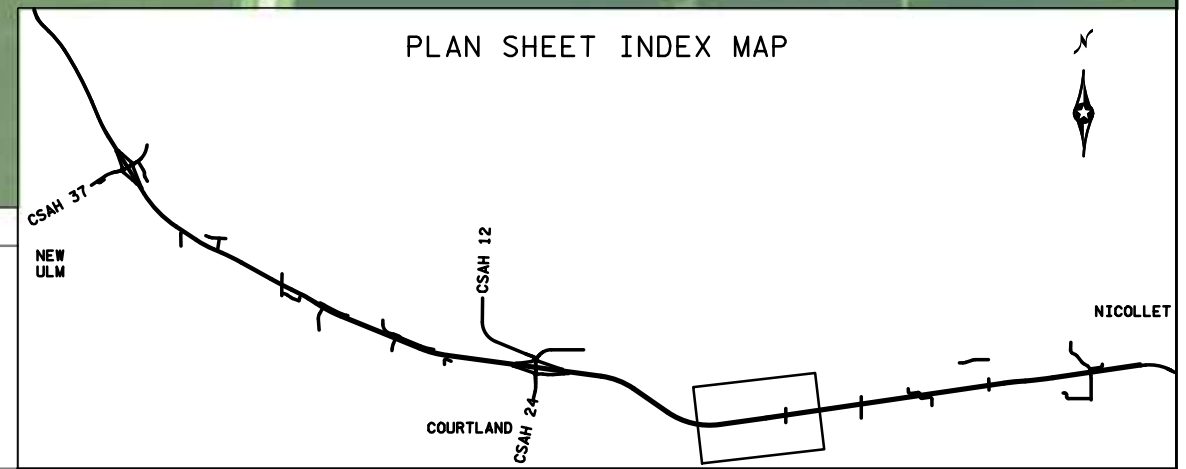 PLAN SHEET INDEX MAP
N
CSAH 37
NEW
ULM
CSAH 12
NICOLLET
COURTLAND
CSAH 24